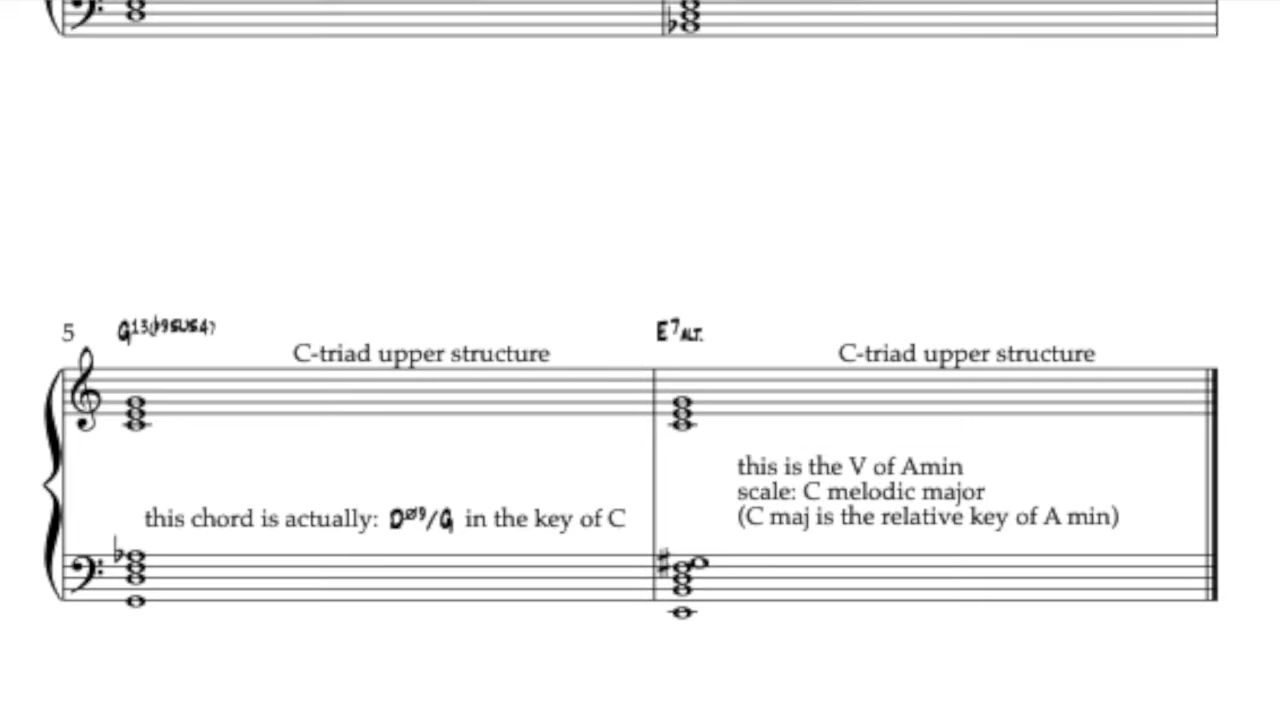 5 G13(♭9SUS4) E7ALT.
C-triad upper structure C-triad upper structure
this is the V of Amin
scale: C melodic major
(C maj is the relative key of A min)
this chord is actually: Dø9/G in the key of C